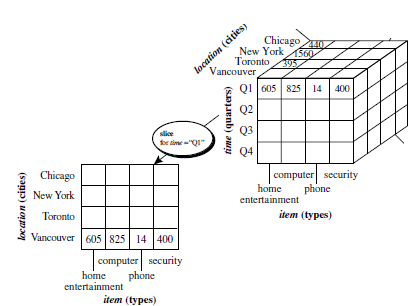 location (cities)
Chicago 440
New York 1560
Toronto 395
Vancouver
time (quarters)
Q1 605 825 14 400
Q2
Q3
Q4
computer security
home phone
entertainment
item (types)
slice
for time ="Q1"
location (cities)
Chicago
New York
Toronto
Vancouver 605 825 14 400
computer security
home phone
entertainment
item (types)